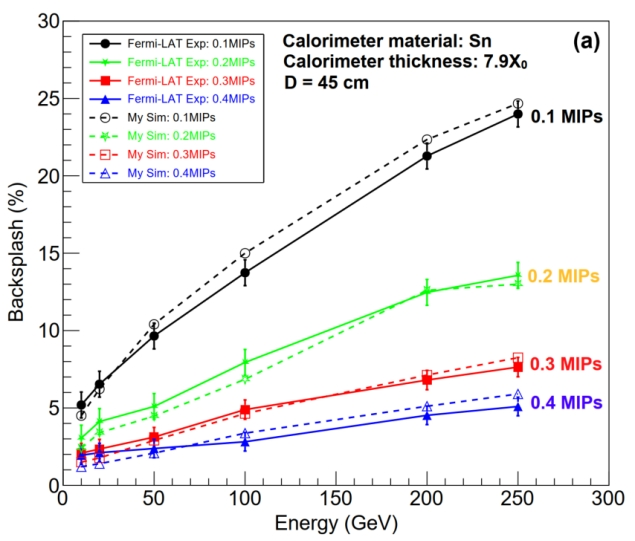 30%
25
20
15
10
5
0
0
50
100
150
200
250
300
Backsplash (%)
Energy (GeV)
Fermi-LAT Exp: 0.1MIPs
Fermi-LAT Exp: 0.2MIPs
Fermi-LAT Exp: 0.3MIPs
Fermi-LAT Exp: 0.4MIPs
My Sim: 0.1MIPs
My Sim: 0.2MIPs
My Sim: 0.3MIPs
My Sim: 0.4MIPs
Calorimeter material: Sn
Calorimeter thickness: 7.9X₀
D = 45 cm
(a)
0.1 MIPs
0.2 MIPs
0.3 MIPs
0.4 MIPs